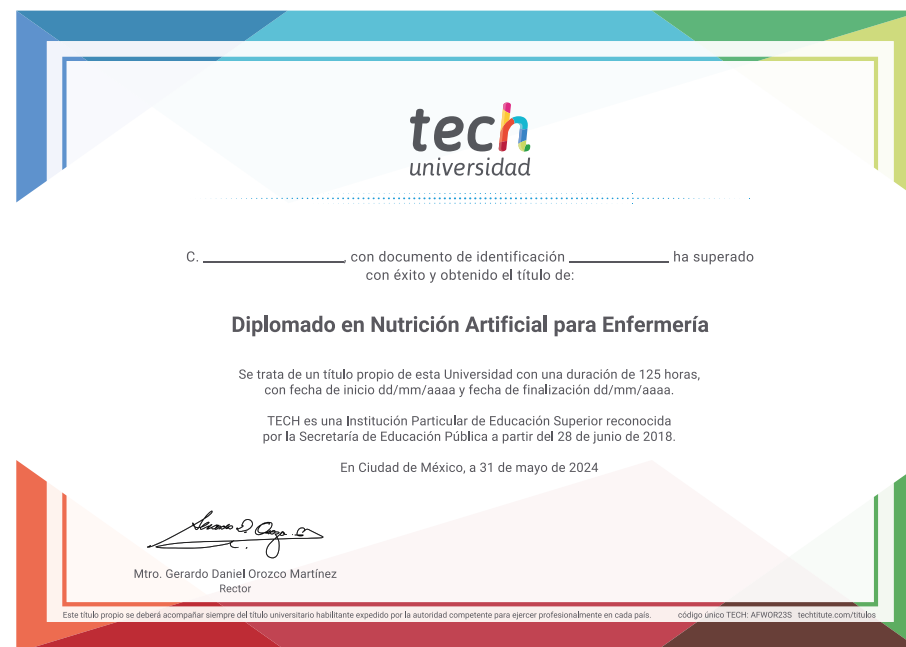 tech
universidad
C. ____________________, con documento de identificación ______________ ha superado
con éxito y obtenido el título de:
Diplomado en Nutrición Artificial para Enfermería
Se trata de un título propio de esta Universidad con una duración de 125 horas,
con fecha de inicio dd/mm/aaaa y fecha de finalización dd/mm/aaaa.
TECH es una Institución Particular de Educación Superior reconocida
por la Secretaría de Educación Pública a partir del 28 de junio de 2018.
En Ciudad de México, a 31 de mayo de 2024
Mtro. Gerardo Daniel Orozco Martínez
Rector
Este título propio se deberá acompañar siempre del título universitario habilitante expedido por la autoridad competente para ejercer profesionalmente en cada país. código único TECH: AFWOR23S techtitute.com/titulos